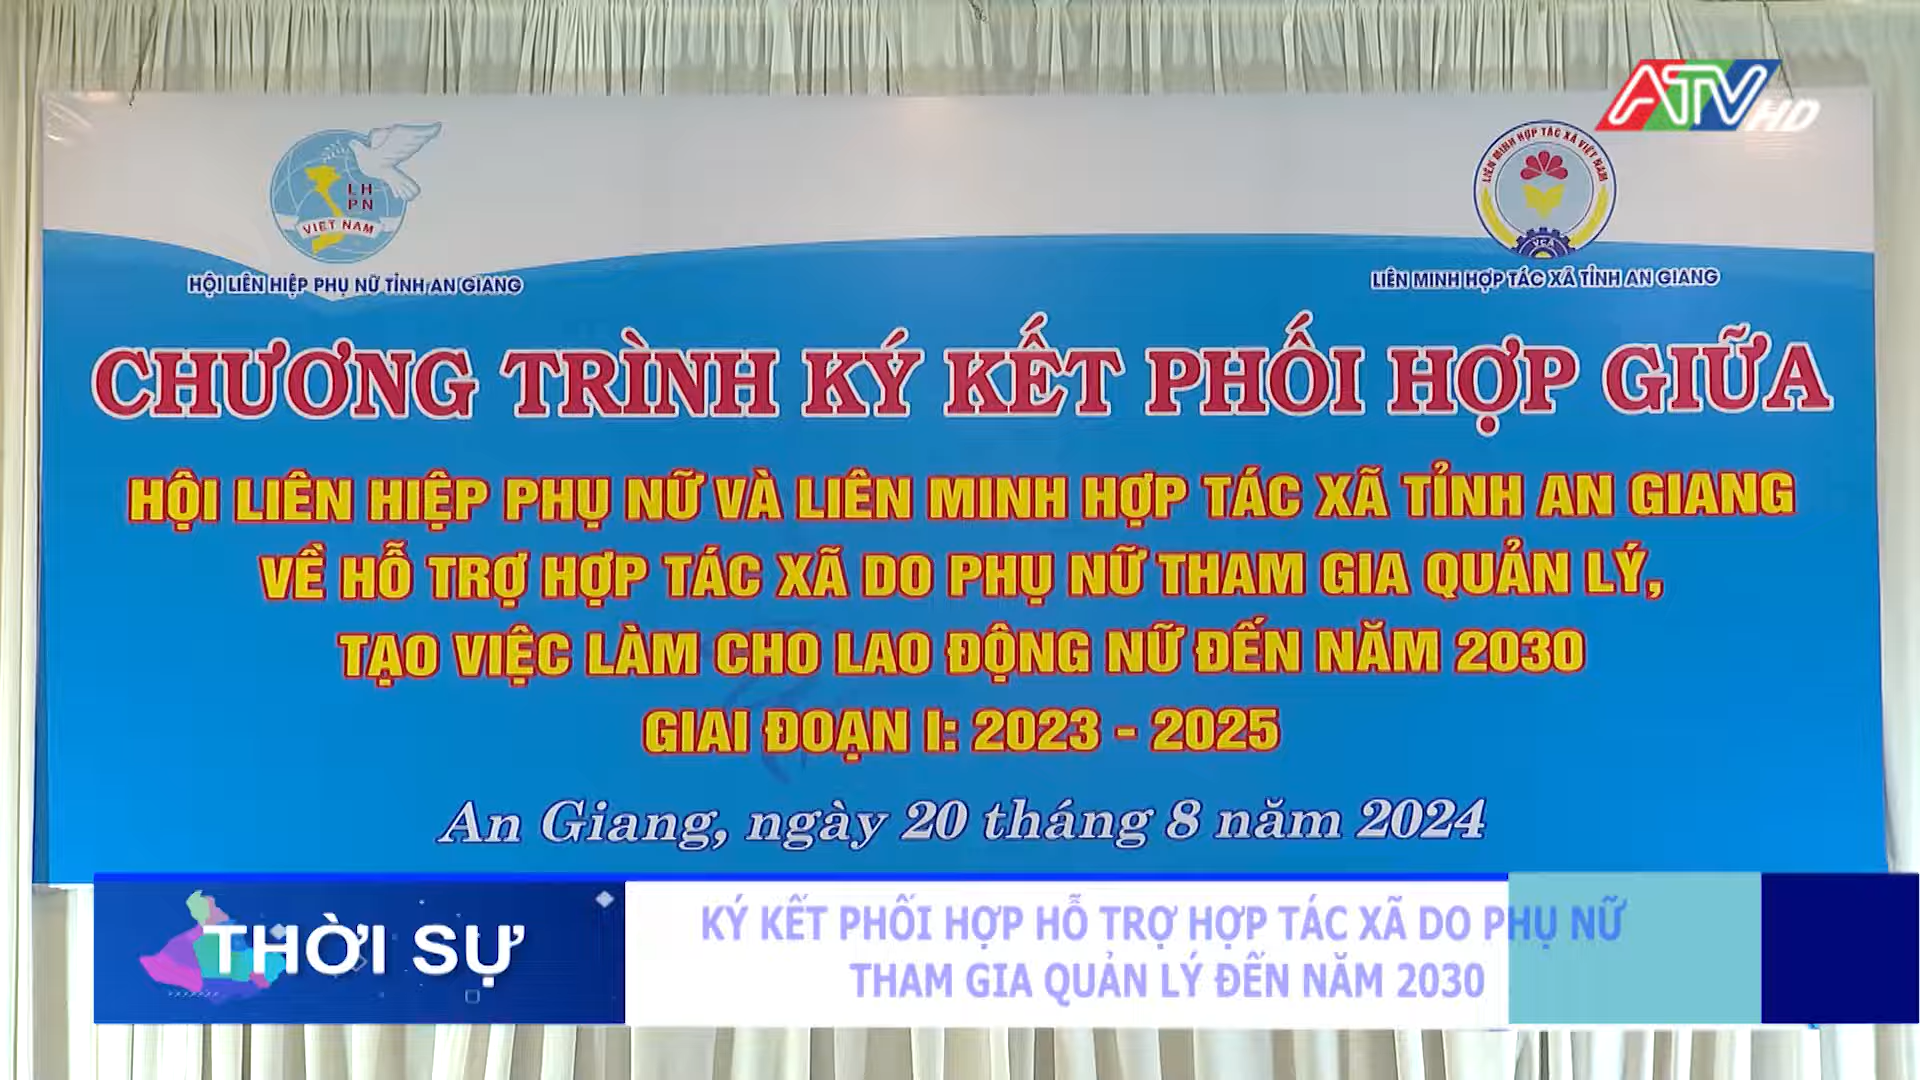 ATV HD
LIÊN MINH HỢP TÁC XÃ VIỆT NAM
LH
PN
VIỆT NAM
VCA
HỘI LIÊN HIỆP PHỤ NỮ TỈNH AN GIANG
LIÊN MINH HỢP TÁC XÃ TỈNH AN GIANG
CHƯƠNG TRÌNH KÝ KẾT PHỐI HỢP GIỮA
HỘI LIÊN HIỆP PHỤ NỮ VÀ LIÊN MINH HỢP TÁC XÃ TỈNH AN GIANG
VỀ HỖ TRỢ HỢP TÁC XÃ DO PHỤ NỮ THAM GIA QUẢN LÝ,
TẠO VIỆC LÀM CHO LAO ĐỘNG NỮ ĐẾN NĂM 2030
GIAI ĐOẠN I: 2023 - 2025
An Giang, ngày 20 tháng 8 năm 2024
THỜI SỰ
KÝ KẾT PHỐI HỢP HỖ TRỢ HỢP TÁC XÃ DO PHỤ NỮ
THAM GIA QUẢN LÝ ĐẾN NĂM 2030